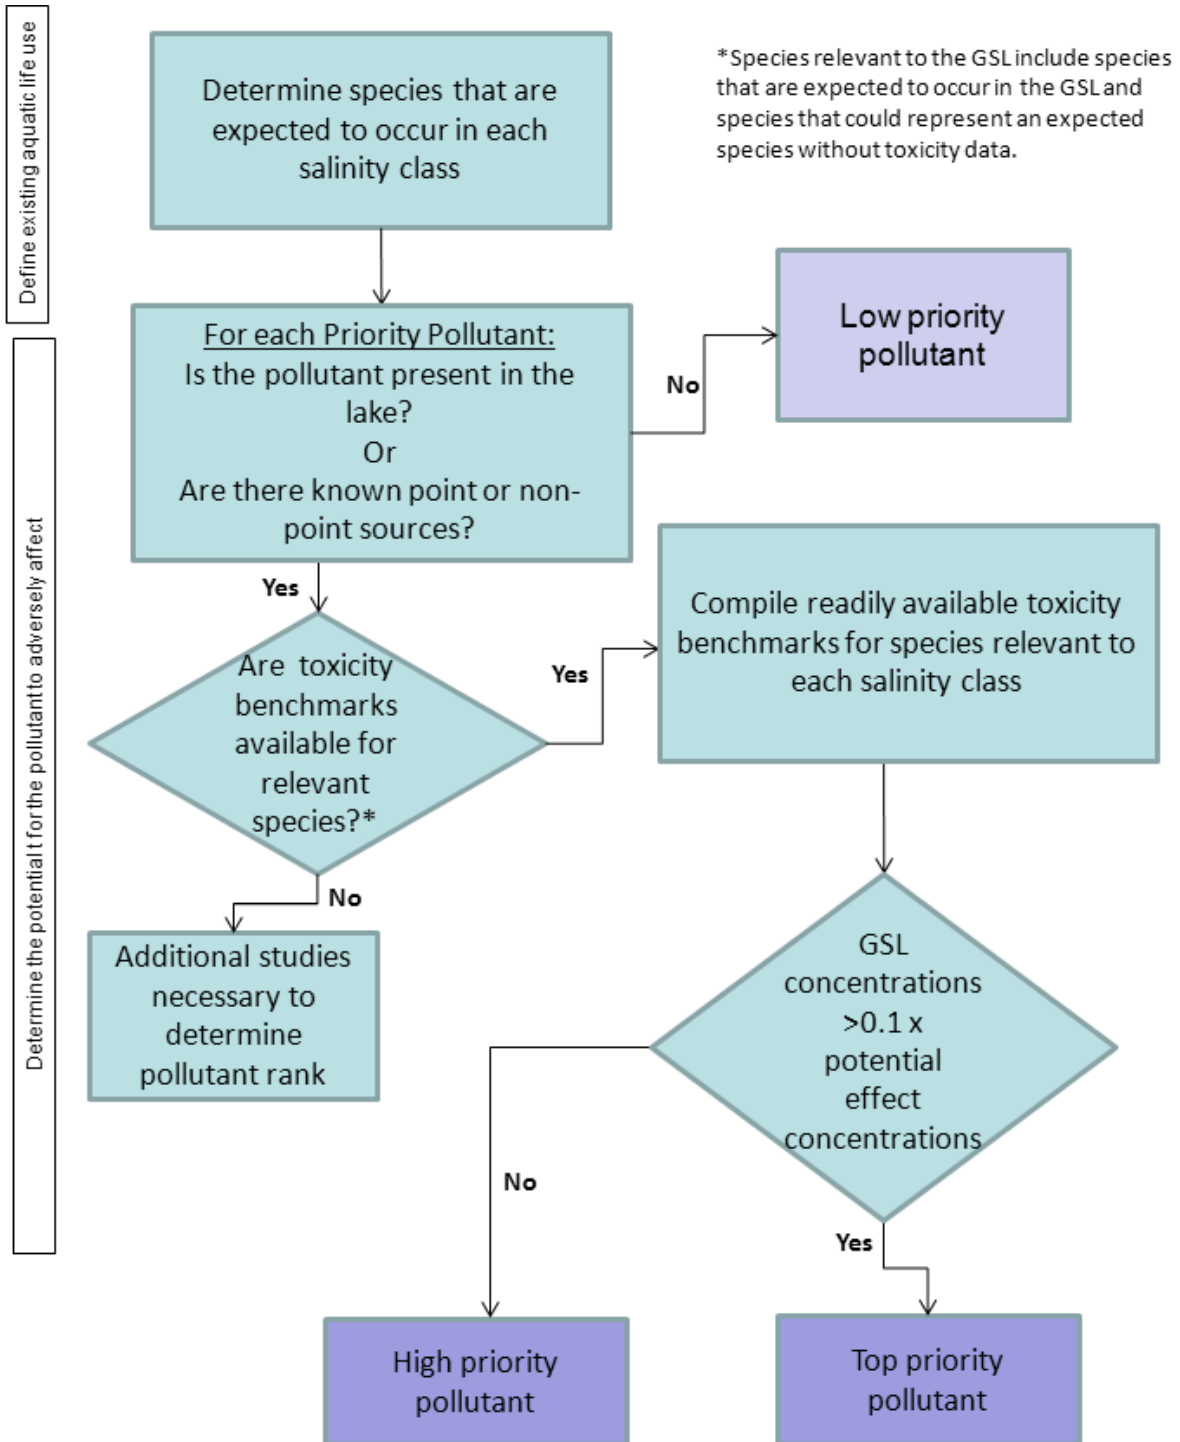 Define existing aquatic life use
Determine species that are
expected to occur in each
salinity class
*Species relevant to the GSL include species
that are expected to occur in the GSL and
species that could represent an expected
species without toxicity data.
For each Priority Pollutant:
Is the pollutant present in the
lake?
Or
Are there known point or non-
point sources?
No
Low priority
pollutant
Determine the potential t for the pollutant to adversely affect
Yes
Are toxicity
benchmarks
available for
relevant
species?*
Yes
Compile readily available toxicity
benchmarks for species relevant to
each salinity class
No
Additional studies
necessary to
determine
pollutant rank
GSL
concentrations
>0.1 x
potential
effect
concentrations
No
Yes
High priority
pollutant
Top priority
pollutant